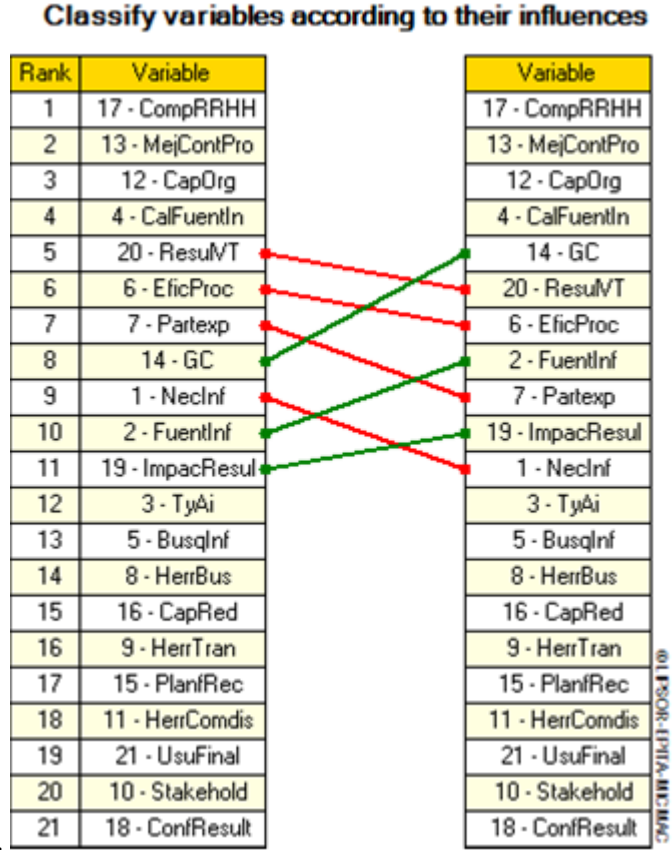 Classify variables according to their influences
Rank Variable Variable
1 17 - CompRRHH 17 - CompRRHH
2 13 - MejContPro 13 - MejContPro
3 12 - CapOrg 12 - CapOrg
4 4 - CalFuentIn 4 - CalFuentIn
5 20 - ResulVT 14 - GC
6 6 - EficProc 20 - ResulVT
7 7 - Partexp 6 - EficProc
8 14 - GC 2 - FuentInf
9 1 - NecInf 7 - Partexp
10 2 - FuentInf 19 - ImpacResul
11 19 - ImpacResul 1 - NecInf
12 3 - TyAi 3 - TyAi
13 5 - BusqInf 5 - BusqInf
14 8 - HerrBus 8 - HerrBus
15 16 - CapRed 16 - CapRed
16 9 - HerrTran 9 - HerrTran
17 15 - PlanfRec 15 - PlanfRec
18 11 - HerrComdis 11 - HerrComdis
19 21 - UsuFinal 21 - UsuFinal
20 10 - Stakehold 10 - Stakehold
21 18 - ConfResult 18 - ConfResult
© LIPSOR-EPITA-MICMAC